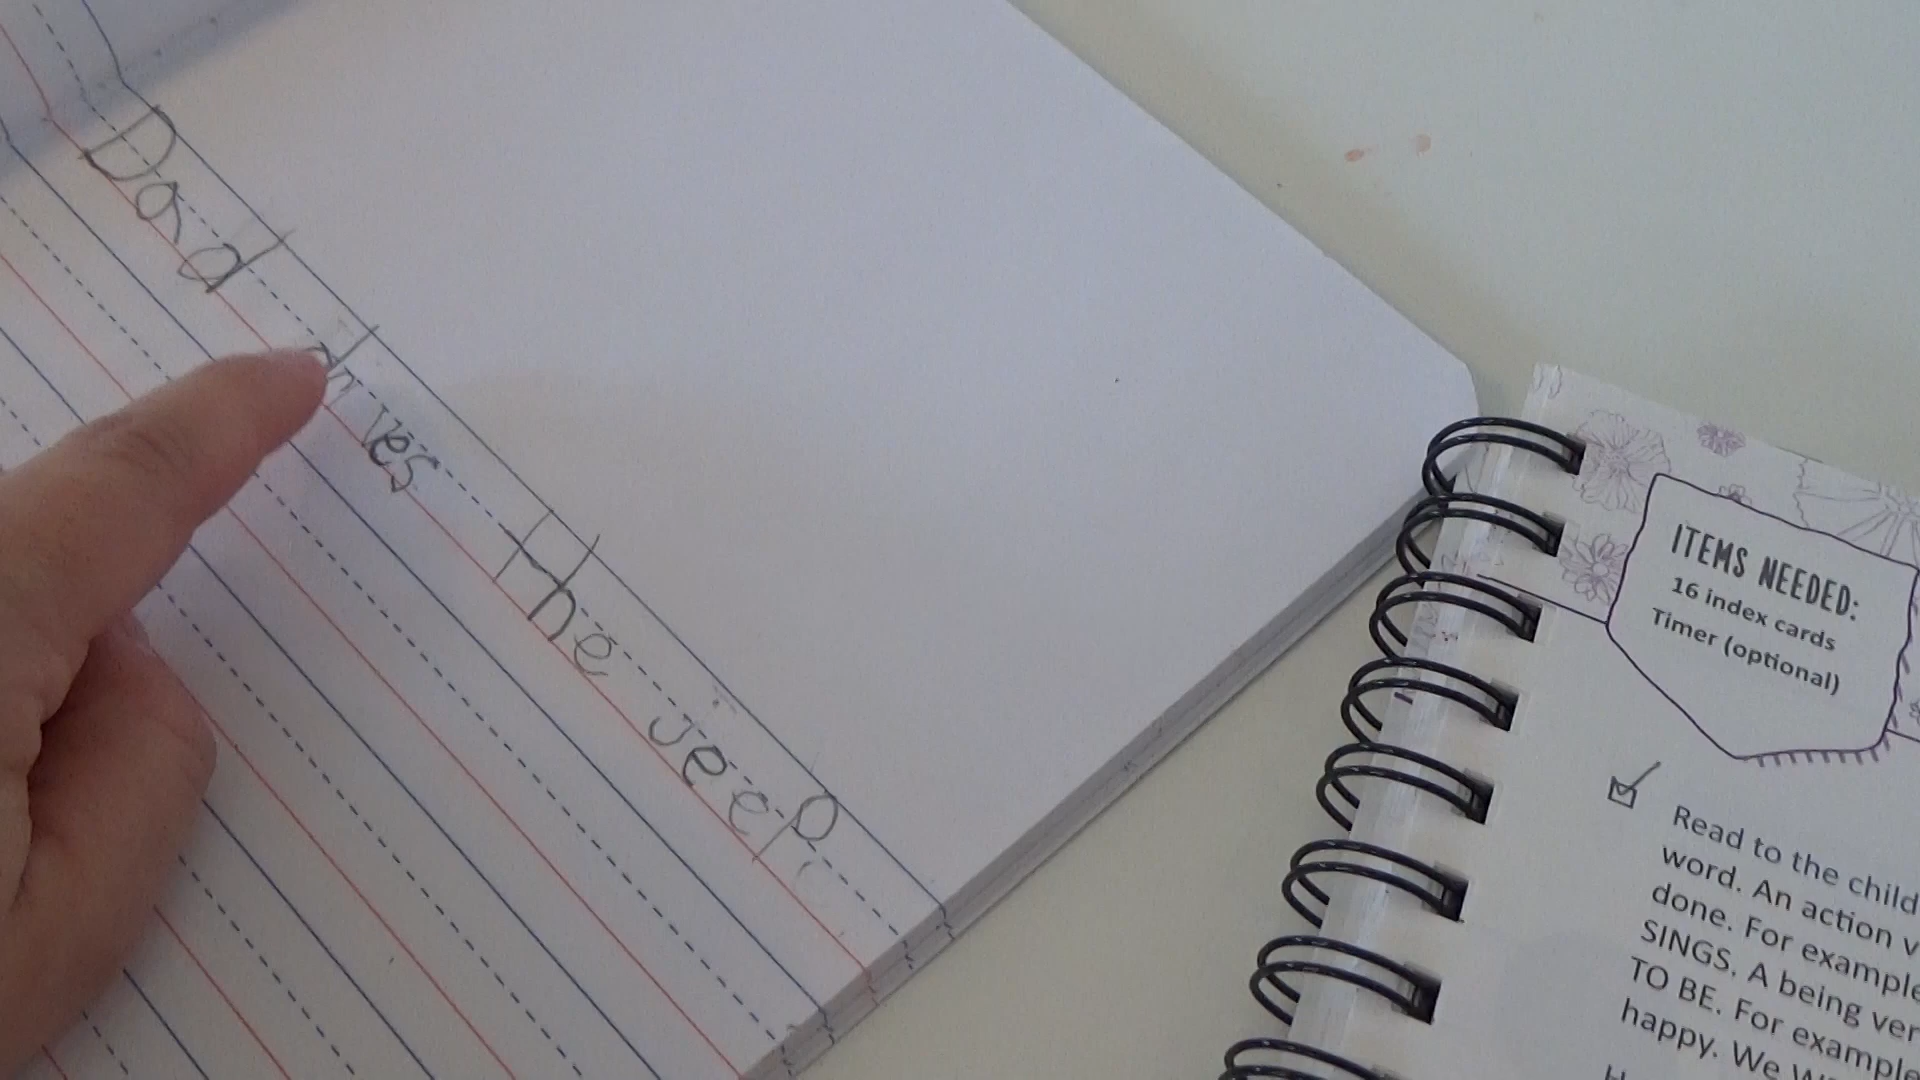 Dad drives the jeep.
ITEMS NEEDED:
16 index cards
Timer (optional)
Read to the child
word. An action v
done. For example
SINGS. A being ver
TO BE. For example
happy. We